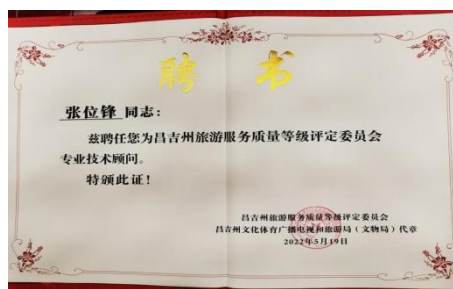 聘 书
张位锋 同志：
兹聘任您为昌吉州旅游服务质量等级评定委员会
专业技术顾问。
特颁此证！
昌吉州旅游服务质量等级评定委员会
昌吉州文化体育广播电视和旅游局（文物局）代章
2022年5月19日